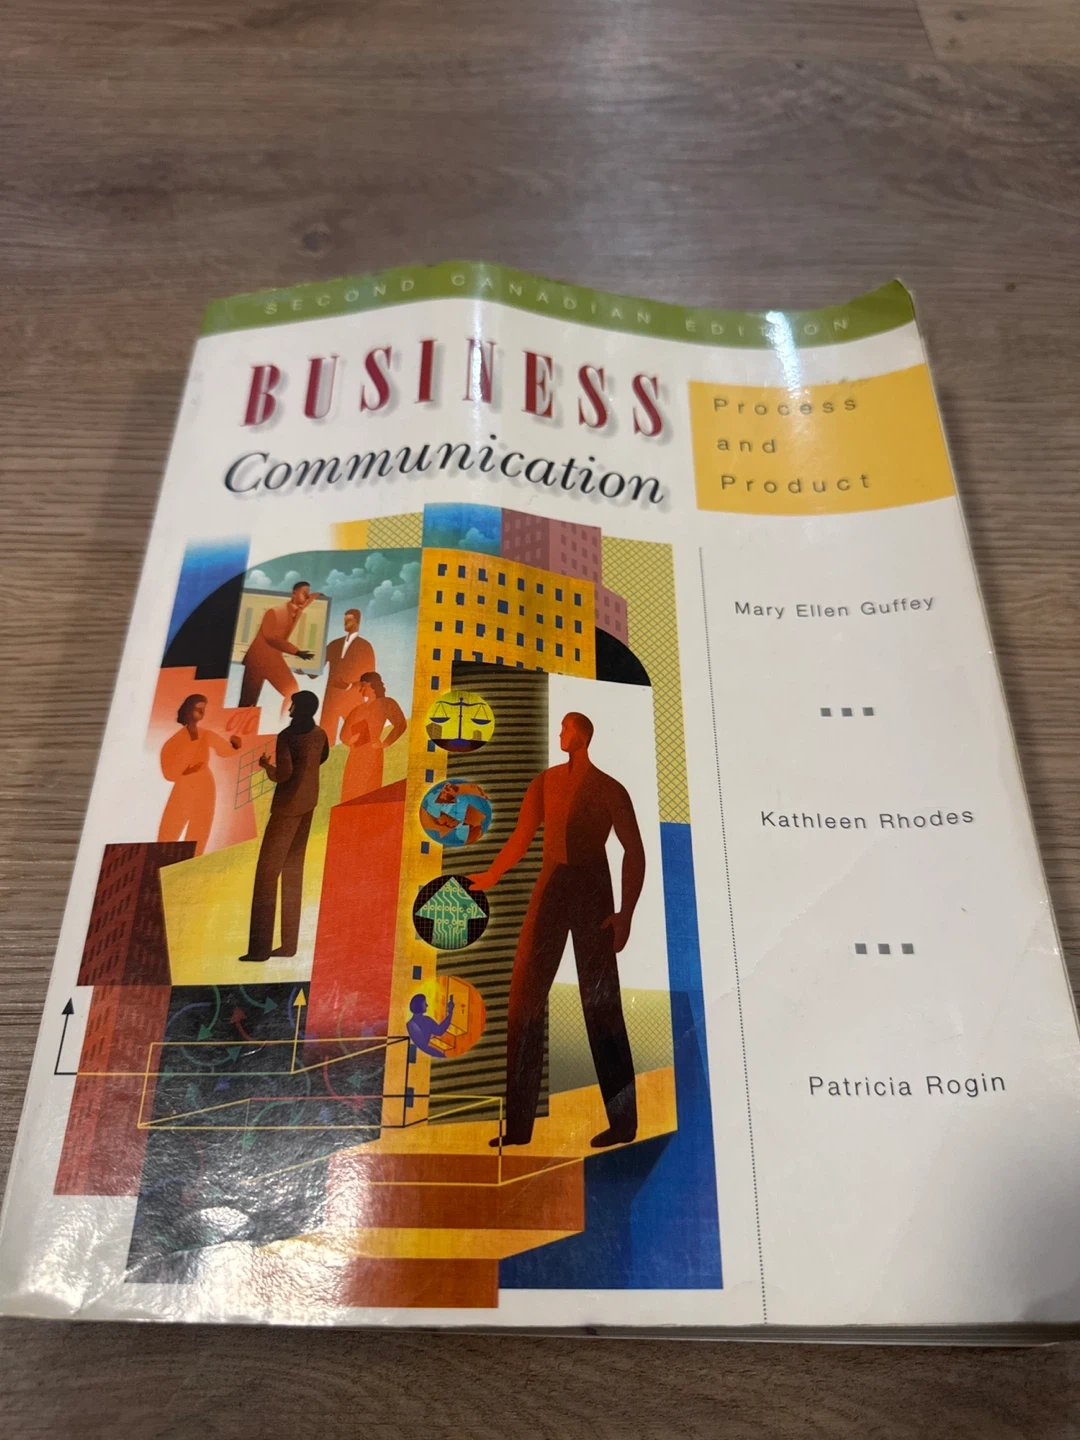 SECOND CANADIAN EDITION
BUSINESS
Communication
Process
and
Product
Mary Ellen Guffey
Kathleen Rhodes
Patricia Rogin